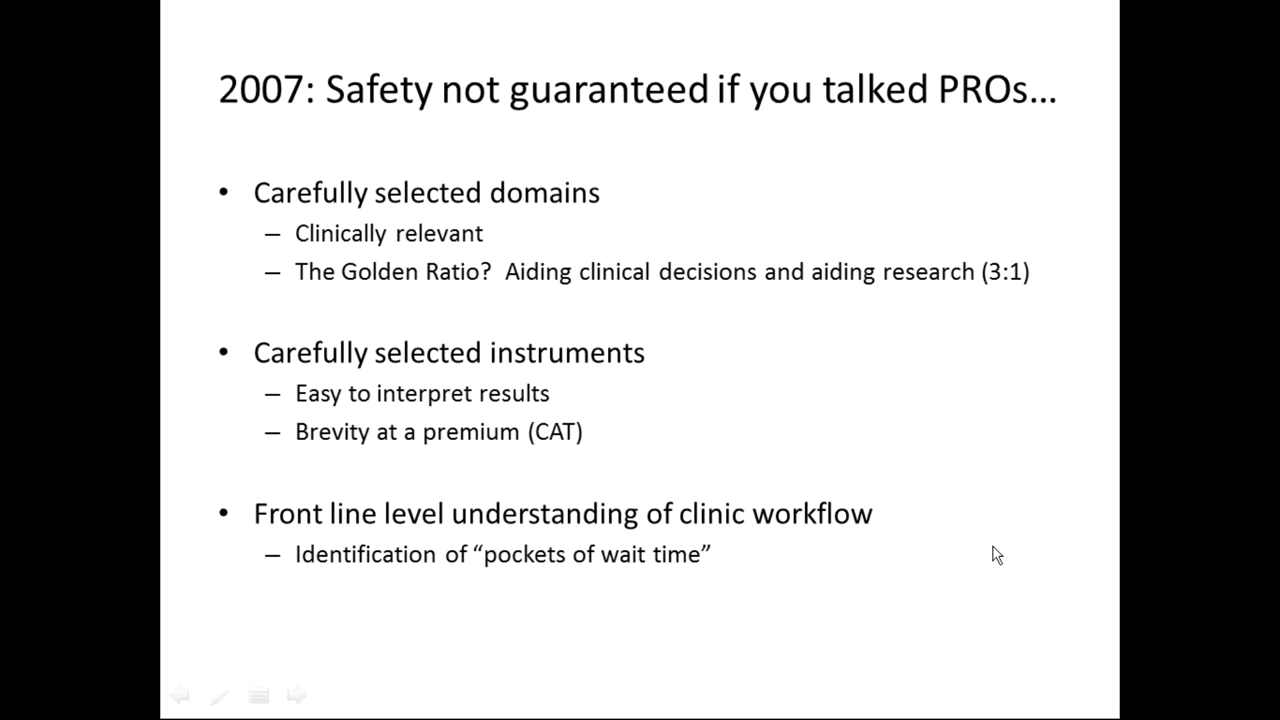 2007: Safety not guaranteed if you talked PROs…
• Carefully selected domains
– Clinically relevant
– The Golden Ratio?  Aiding clinical decisions and aiding research (3:1)
• Carefully selected instruments
– Easy to interpret results
– Brevity at a premium (CAT)
• Front line level understanding of clinic workflow
– Identification of “pockets of wait time”